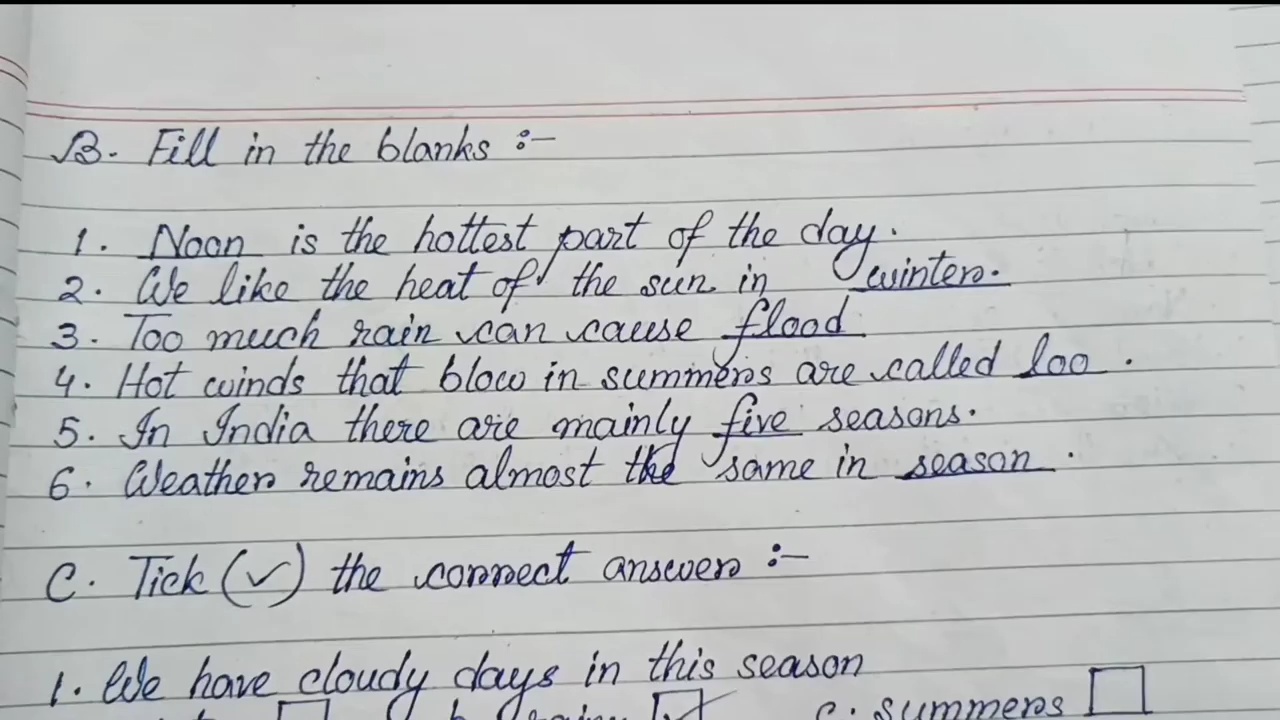 B. Fill in the blanks :-
1. Noon is the hottest part of the day.
2. We like the heat of the sun in winter.
3. Too much rain can cause flood
4. Hot winds that blow in summers are called loo.
5. In India there are mainly five seasons.
6. Weather remains almost the same in season.
C. Tick (✓) the correct answer :-
1. We have cloudy days in this season
b. rainy ☑ c. summers ☐